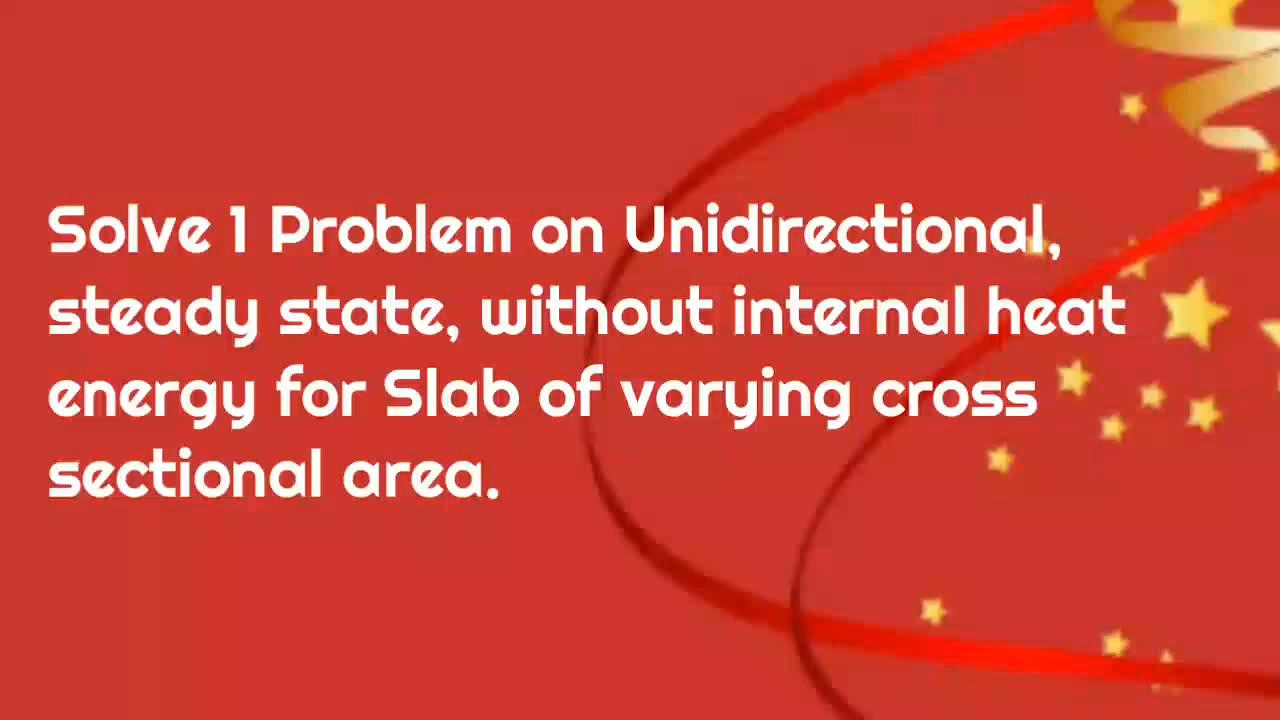 Solve 1 Problem on Unidirectional,
steady state, without internal heat
energy for Slab of varying cross
sectional area.